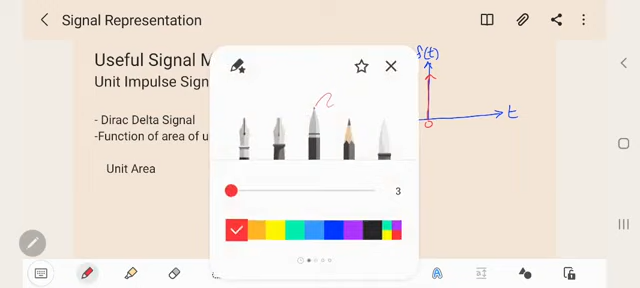 Signal Representation
Useful Signal M
Unit Impulse Sign
- Dirac Delta Signal
-Function of area of u
Unit Area
f(t)
t
0
3